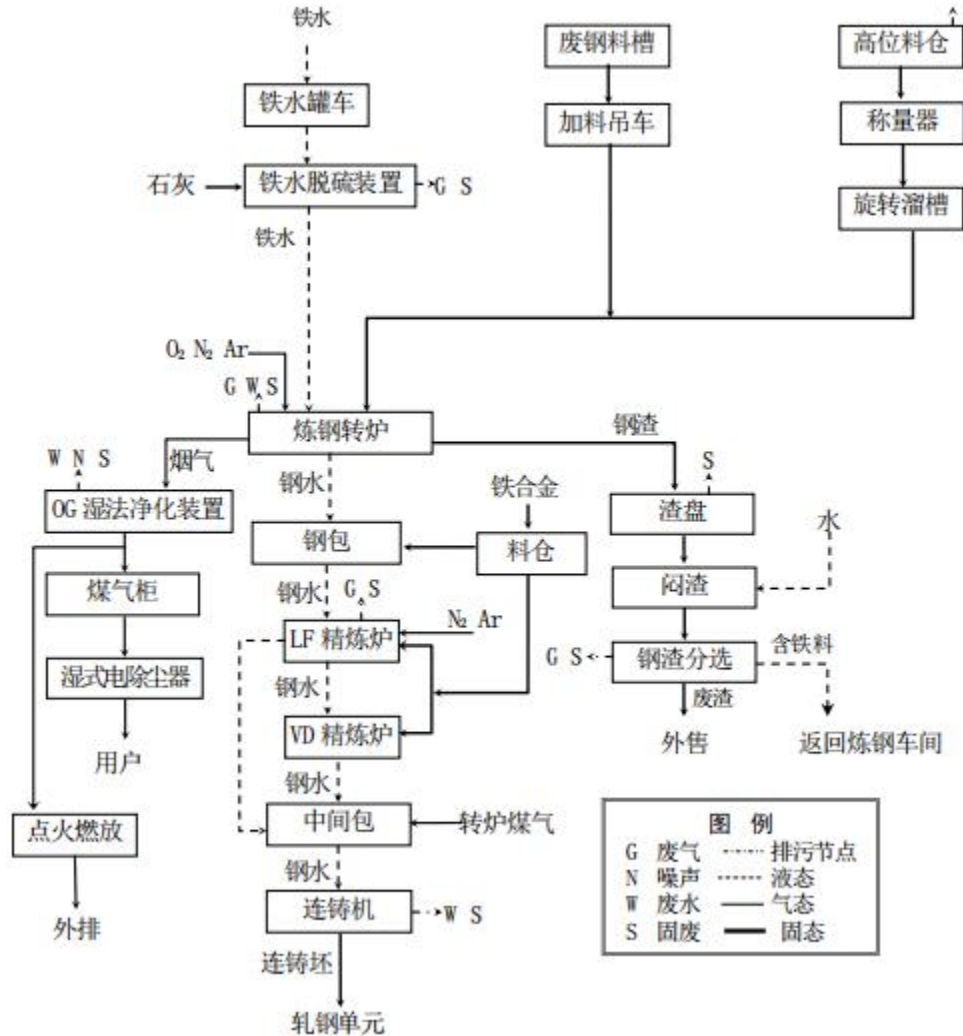 铁水
废钢料槽
高位料仓
铁水罐车
加料吊车
称量器
石灰
铁水脱硫装置
G S
旋转溜槽
铁水
O₂ N₂ Ar
G W S
炼钢转炉
钢渣
W N S
烟气
钢水
铁合金
S
OG 湿法净化装置
渣盘
水
钢包
料仓
煤气柜
钢水
G S
闷渣
N₂ Ar
LF 精炼炉
G S
钢渣分选
含铁料
湿式电除尘器
钢水
废渣
VD 精炼炉
外售
返回炼钢车间
用户
钢水
点火燃放
中间包
转炉煤气
钢水
外排
连铸机
W S
连铸坯
轧钢单元
图 例
G 废气 排污节点
N 噪声 液态
W 废水 气态
S 固废 固态